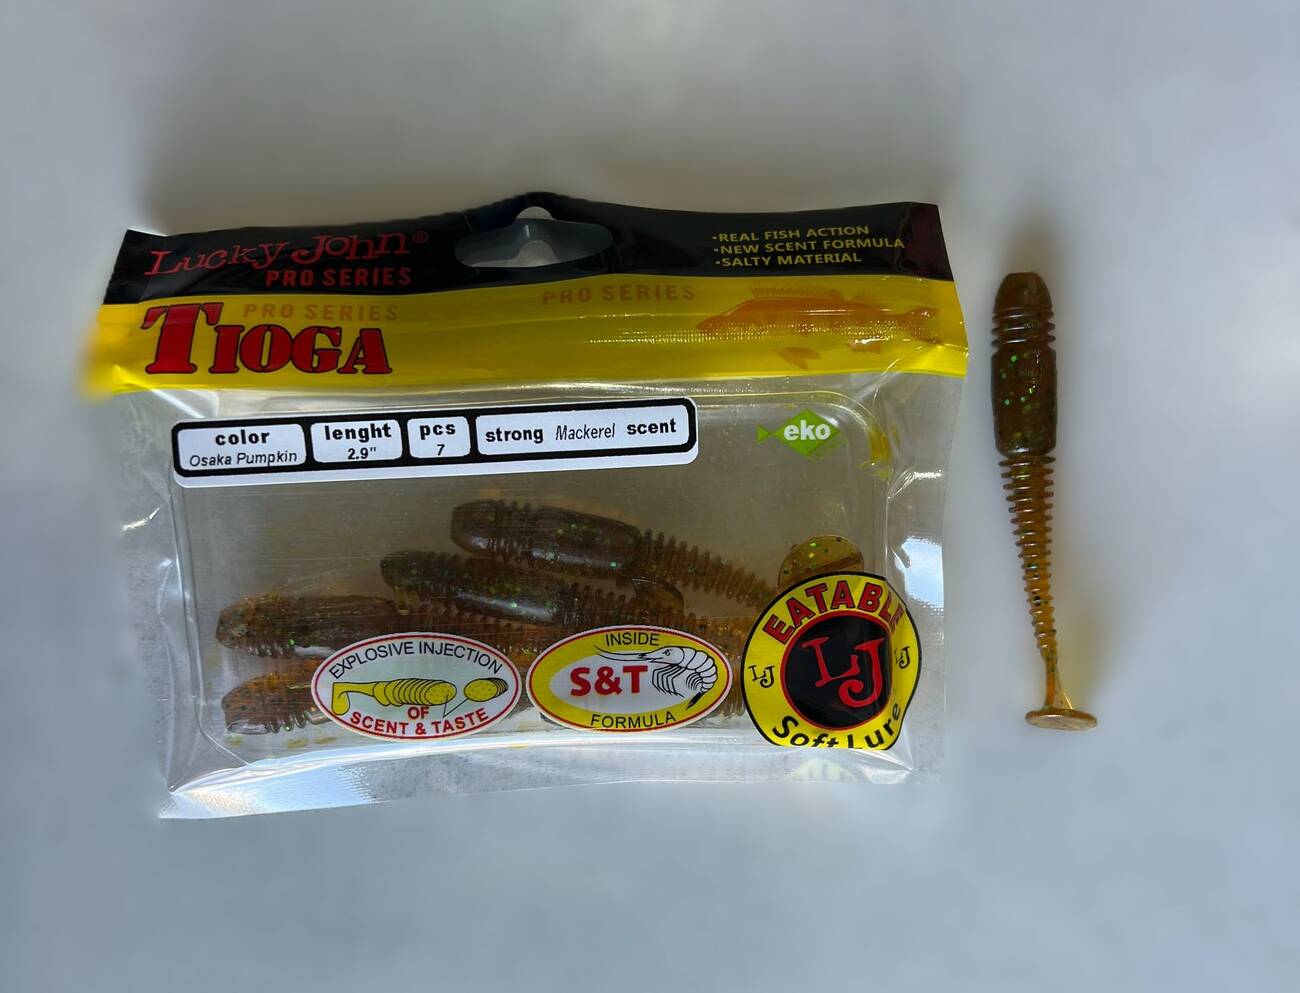 Lucky John®
PRO SERIES
·REAL FISH ACTION
·NEW SCENT FORMULA
·SALTY MATERIAL
PRO SERIES
PRO SERIES
TIOGA
color
Osaka Pumpkin
lenght
2.9"
pcs
7
strong Mackerel scent
eko
EXPLOSIVE INJECTION
OF
SCENT & TASTE
INSIDE
S&T
FORMULA
EATABLE
LJ
LJ
LJ
Soft Lure